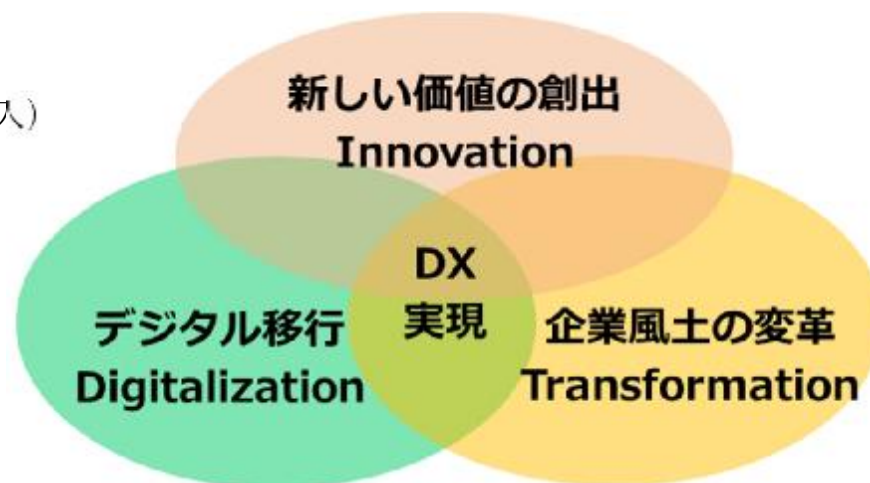 入)
新しい価値の創出
Innovation
DX
実現
デジタル移行
Digitalization
企業風土の変革
Transformation